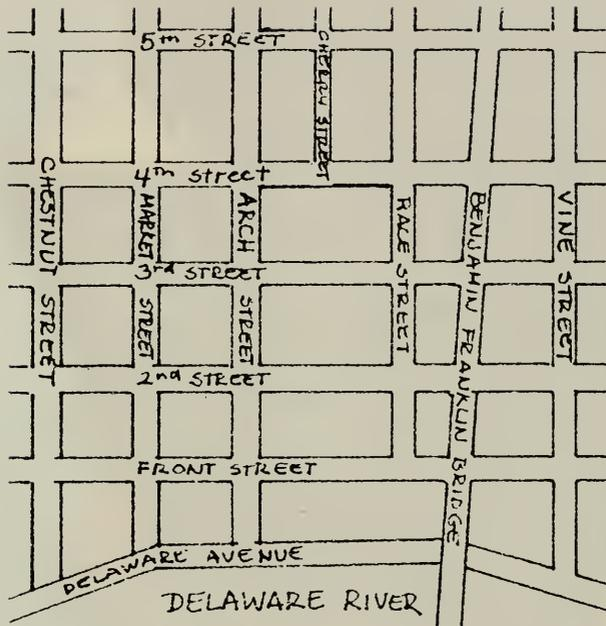 5th STREET
CHERRY STREET
4th Street
CHESTNUT STREET
MARKET STREET
ARCH STREET
RACE STREET
BENJAMIN FRANKLIN BRIDGE
VINE STREET
3rd STREET
2nd STREET
FRONT STREET
DELAWARE AVENUE
DELAWARE RIVER